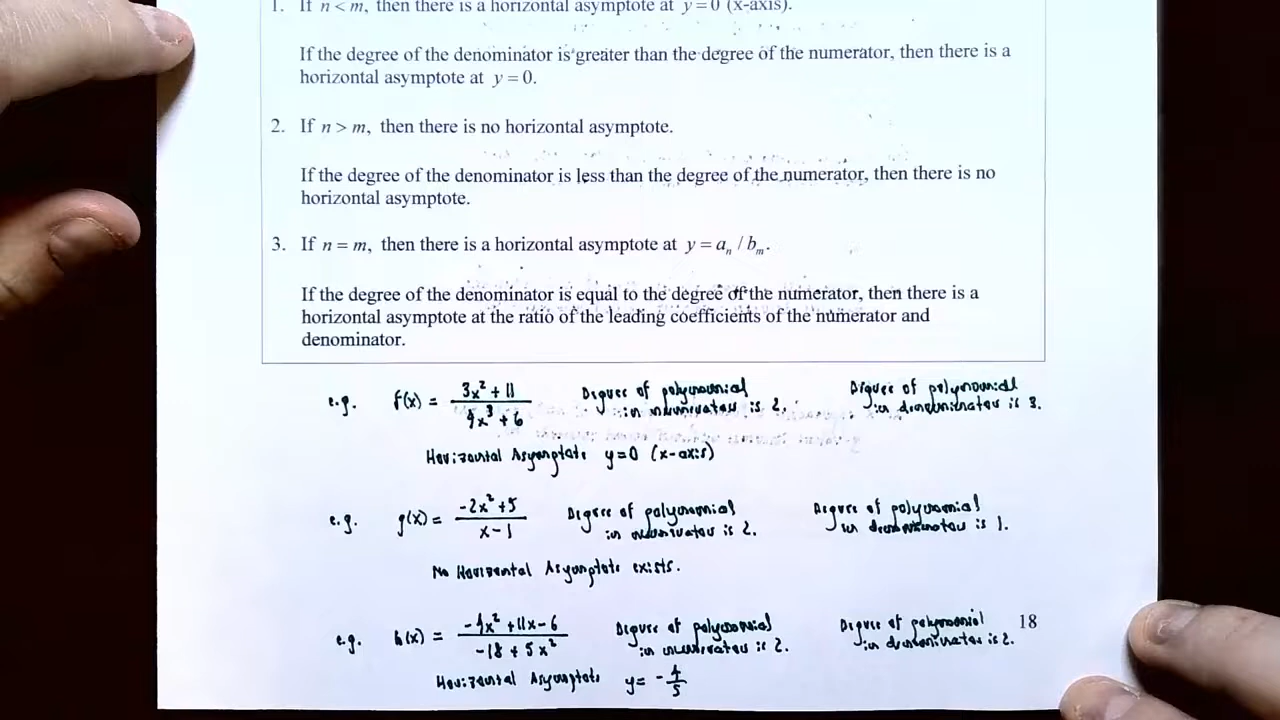 1. If n < m, then there is a horizontal asymptote at y = 0 (x-axis).
If the degree of the denominator is greater than the degree of the numerator, then there is a
horizontal asymptote at y = 0.
2. If n > m, then there is no horizontal asymptote.
If the degree of the denominator is less than the degree of the numerator, then there is no
horizontal asymptote.
3. If n = m, then there is a horizontal asymptote at y = aₙ / bₘ.
If the degree of the denominator is equal to the degree of the numerator, then there is a
horizontal asymptote at the ratio of the leading coefficients of the numerator and
denominator.
e.g. f(x) = (3x² + 11)/(4x³ + 6) Degree of polynomial in numerator is 2. Degree of polynomial in denominator is 3.
Horizontal Asymptote y=0 (x-axis)
e.g. g(x) = (-2x² + 5)/(x - 1) Degree of polynomial in numerator is 2. Degree of polynomial in denominator is 1.
No Horizontal Asymptote exists.
e.g. h(x) = (-4x² + 11x - 6)/(-18 + 5x²) Degree of polynomial in numerator is 2. Degree of polynomial in denominator is 2.
Horizontal Asymptote y = -4/5
18